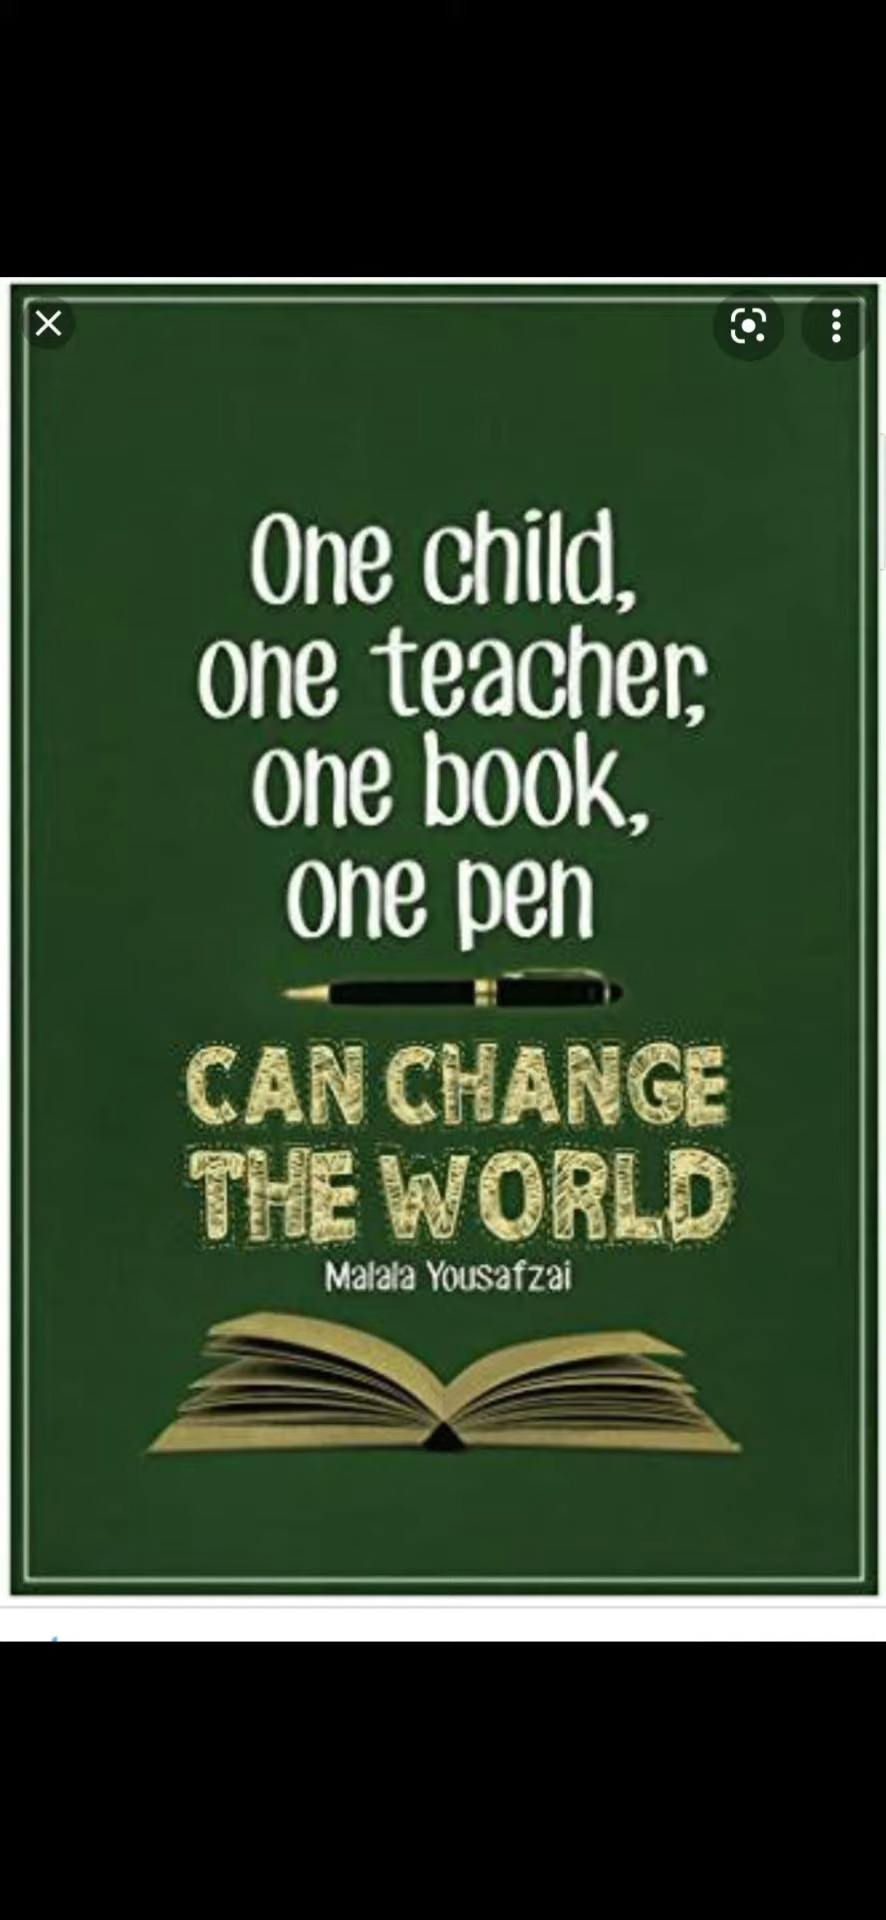 One child,
one teacher,
one book,
one pen
CAN CHANGE
THE WORLD
Malala Yousafzai